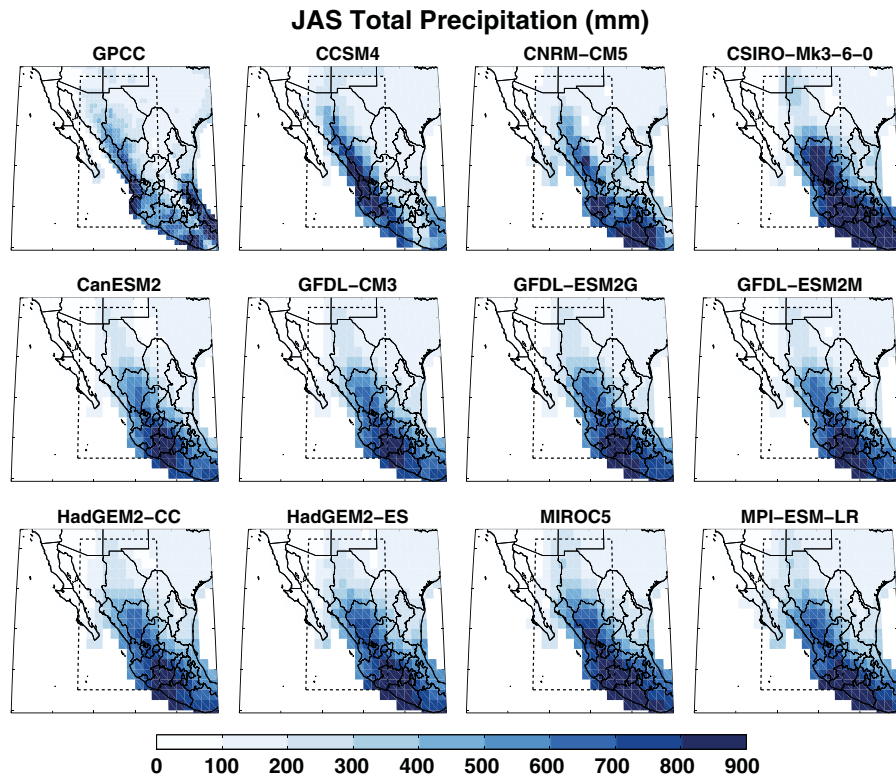 JAS Total Precipitation (mm)
GPCC CCSM4 CNRM−CM5 CSIRO−Mk3−6−0
CanESM2 GFDL−CM3 GFDL−ESM2G GFDL−ESM2M
HadGEM2−CC HadGEM2−ES MIROC5 MPI−ESM−LR
0 100 200 300 400 500 600 700 800 900